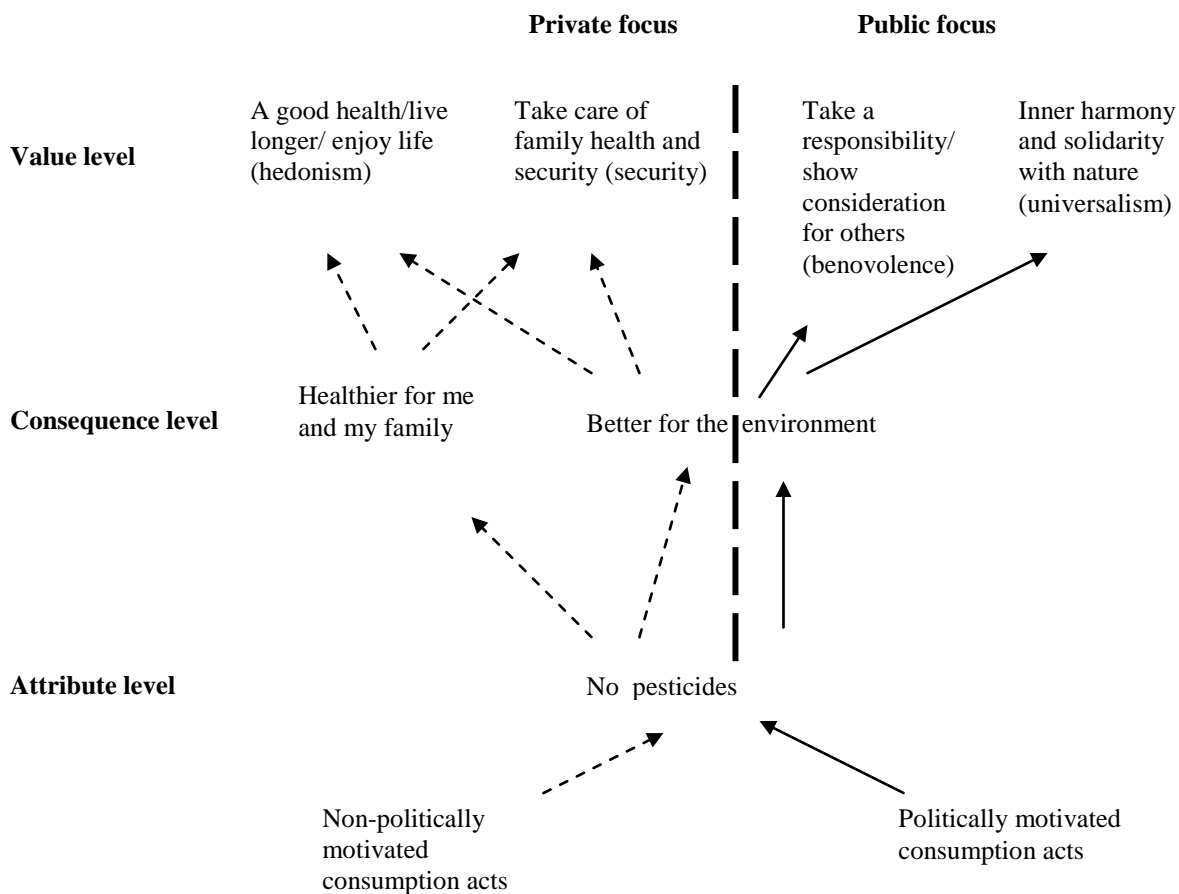 Private focus
Public focus
Value level
A good health/live
longer/ enjoy life
(hedonism)
Take care of
family health and
security (security)
Take a
responsibility/
show
consideration
for others
(benovolence)
Inner harmony
and solidarity
with nature
(universalism)
Consequence level
Healthier for me
and my family
Better for the environment
Attribute level
No pesticides
Non-politically
motivated
consumption acts
Politically motivated
consumption acts